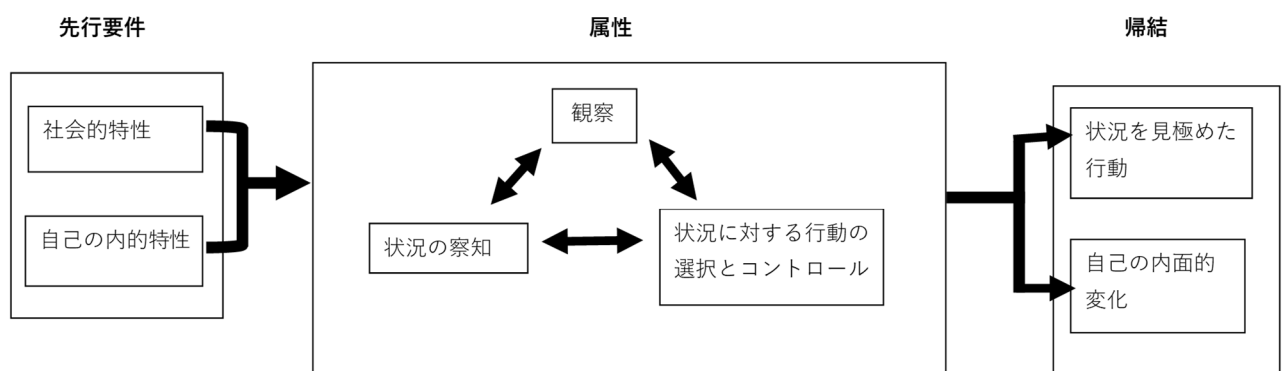 先行要件
属性
帰結
社会的特性
自己の内的特性
観察
状況の察知
状況に対する行動の
選択とコントロール
状況を見極めた
行動
自己の内面的
変化